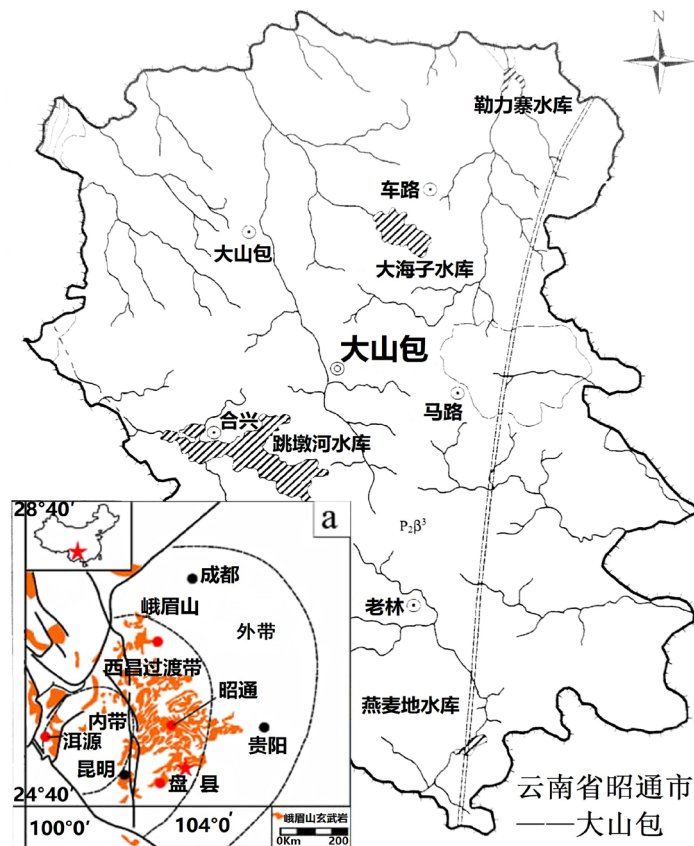 N
勒力寨水库
车路
大山包
大海子水库
大山包
马路
合兴
跳墩河水库
P₂β³
老林
燕麦地水库
云南省昭通市
——大山包
28°40′
a
成都
峨眉山
外带
西昌过渡带
昭通
内带
洱源
贵阳
昆明
盘 县
24°40′
100°0′
104°0′
峨眉山玄武岩
0Km 200